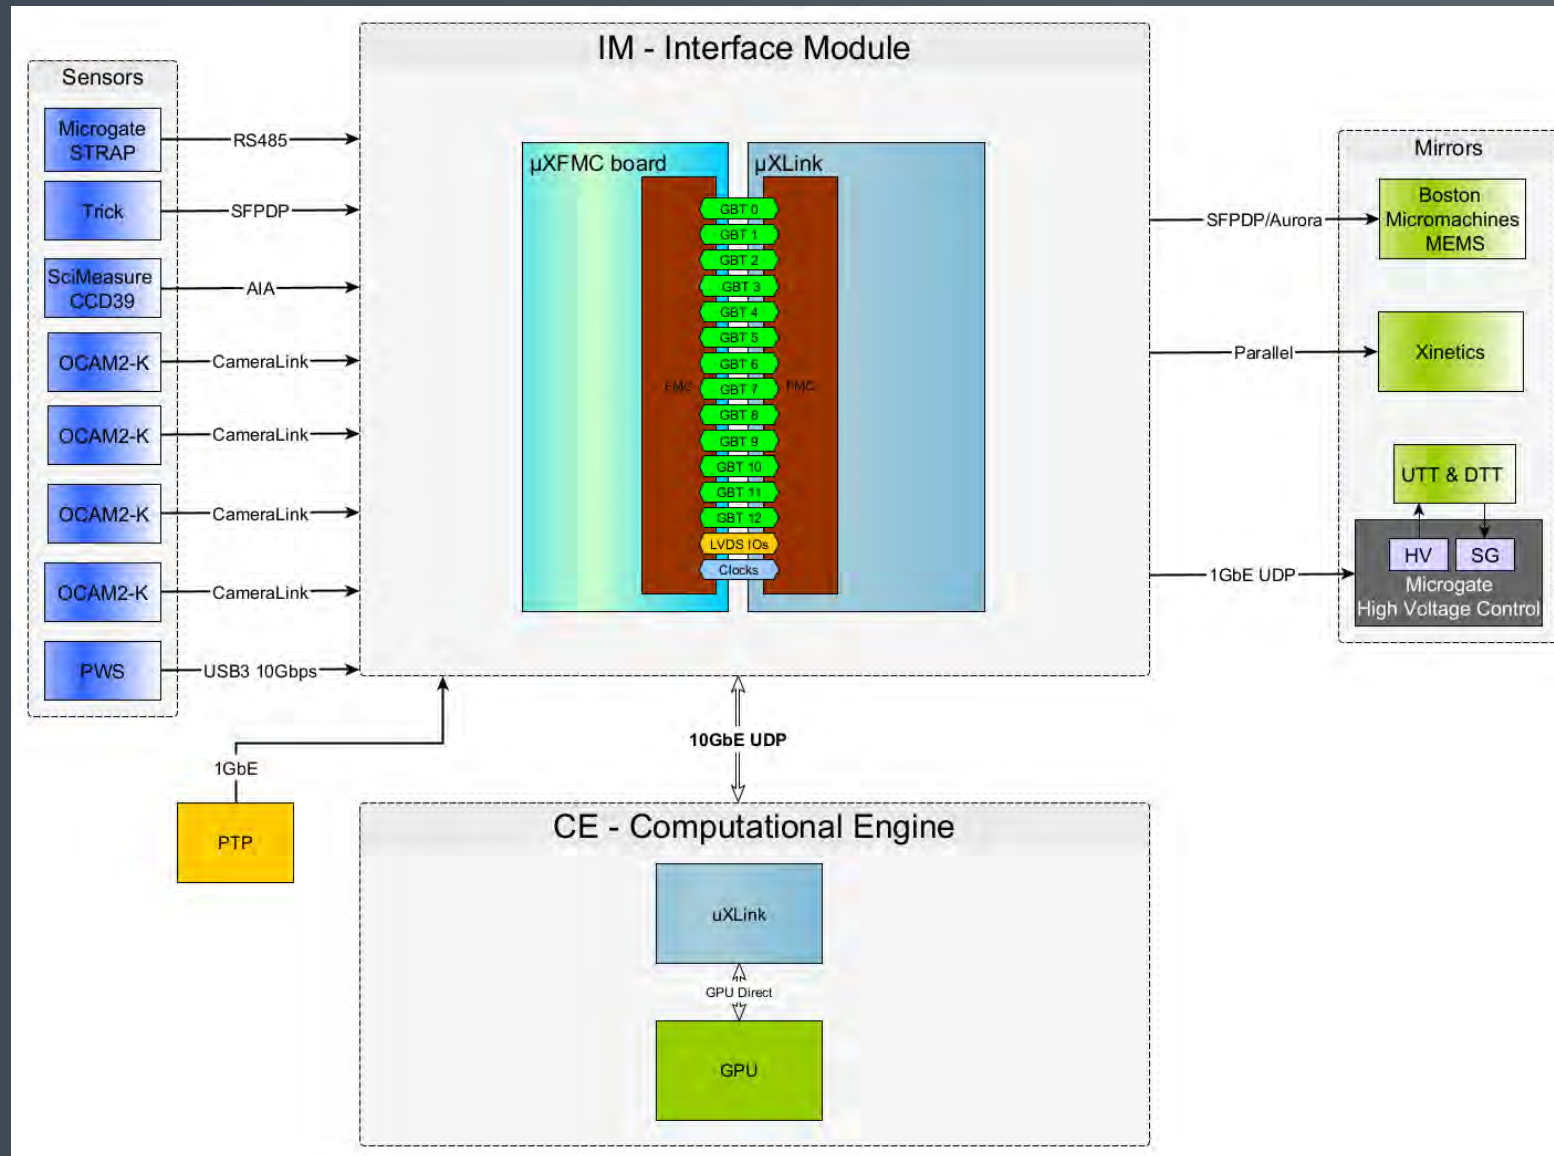 IM - Interface Module
Sensors
Microgate
STRAP
RS485
Trick
SFPDP
SciMeasure
CCD39
AIA
OCAM2-K
CameraLink
OCAM2-K
CameraLink
OCAM2-K
CameraLink
OCAM2-K
CameraLink
PWS
USB3 10Gbps
µXFMC board
µXLink
GBT 0
GBT 1
GBT 2
GBT 3
GBT 4
GBT 5
GBT 6
FMC
GBT 7
FMC
GBT 8
GBT 9
GBT 10
GBT 11
GBT 12
LVDS IOs
Clocks
Mirrors
SFPDP/Aurora
Boston
Micromachines
MEMS
Parallel
Xinetics
UTT & DTT
1GbE UDP
HV
SG
Microgate
High Voltage Control
1GbE
PTP
10GbE UDP
CE - Computational Engine
uXLink
GPU Direct
GPU